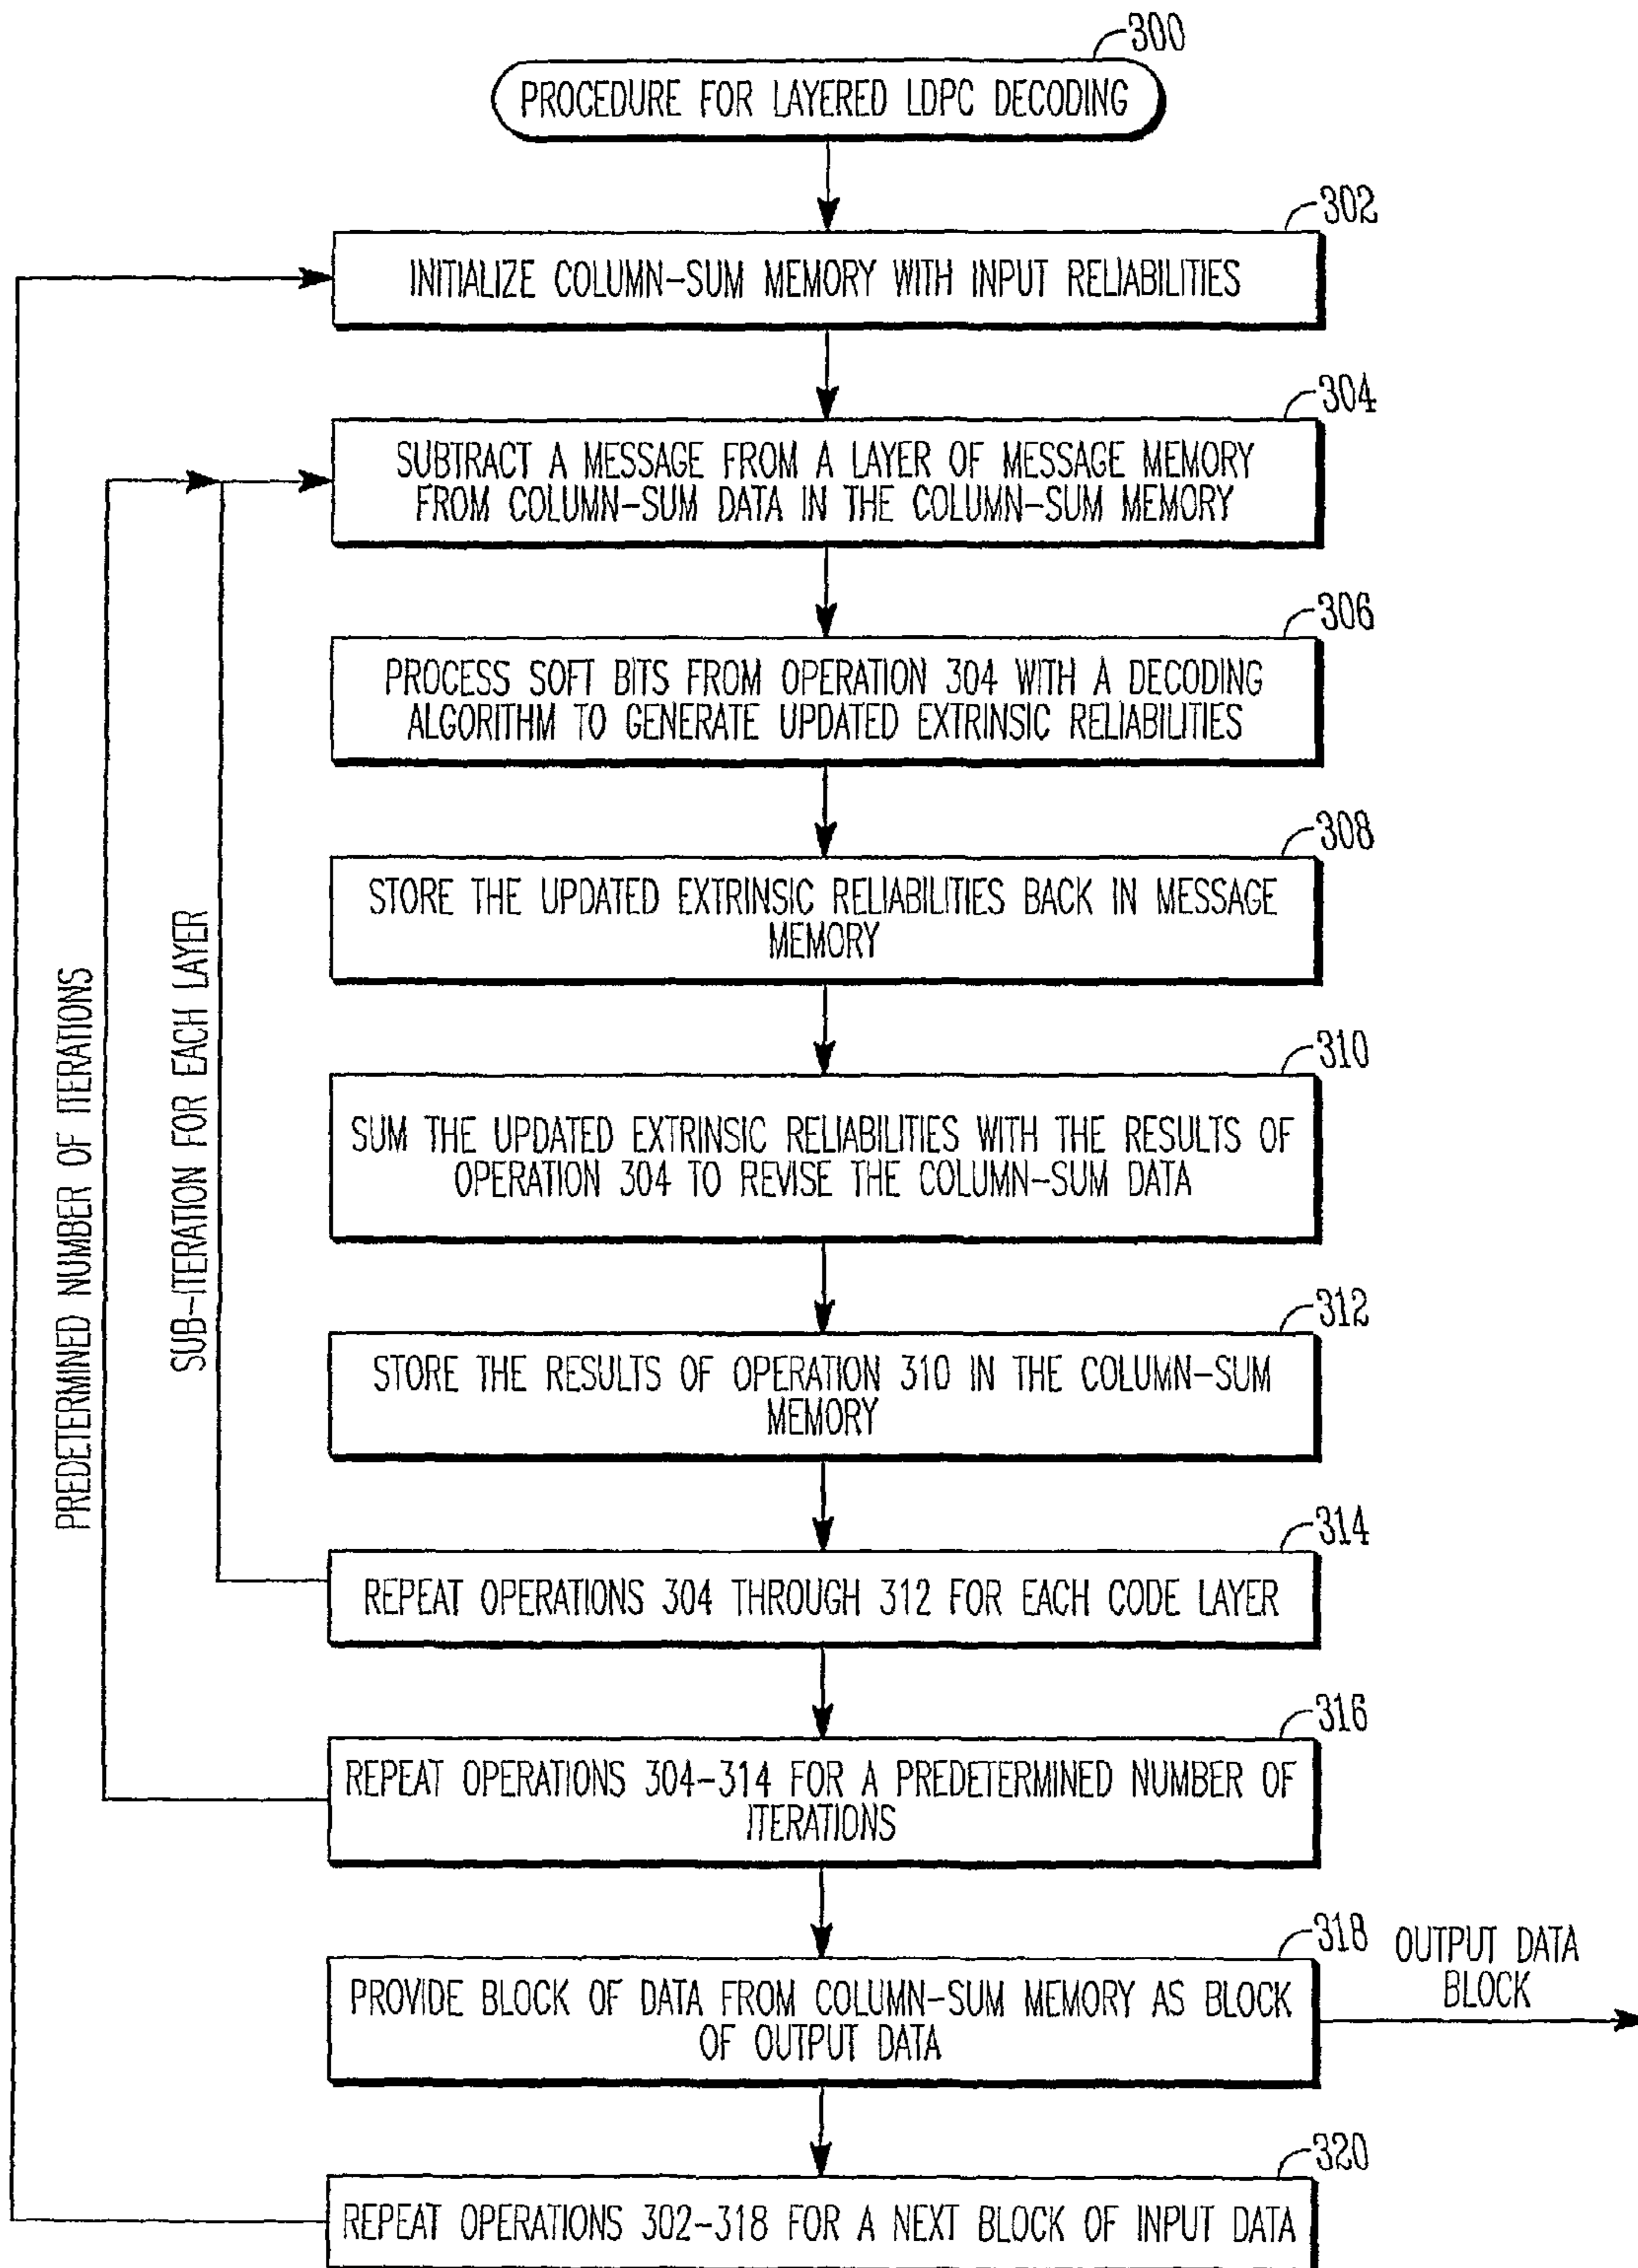 300
PROCEDURE FOR LAYERED LDPC DECODING
302
INITIALIZE COLUMN-SUM MEMORY WITH INPUT RELIABILITIES
304
SUBTRACT A MESSAGE FROM A LAYER OF MESSAGE MEMORY
FROM COLUMN-SUM DATA IN THE COLUMN-SUM MEMORY
306
PROCESS SOFT BITS FROM OPERATION 304 WITH A DECODING
ALGORITHM TO GENERATE UPDATED EXTRINSIC RELIABILITIES
308
STORE THE UPDATED EXTRINSIC RELIABILITIES BACK IN MESSAGE
MEMORY
310
SUM THE UPDATED EXTRINSIC RELIABILITIES WITH THE RESULTS OF
OPERATION 304 TO REVISE THE COLUMN-SUM DATA
312
STORE THE RESULTS OF OPERATION 310 IN THE COLUMN-SUM
MEMORY
314
REPEAT OPERATIONS 304 THROUGH 312 FOR EACH CODE LAYER
SUB-ITERATION FOR EACH LAYER
316
REPEAT OPERATIONS 304-314 FOR A PREDETERMINED NUMBER OF
ITERATIONS
PREDETERMINED NUMBER OF ITERATIONS
318
PROVIDE BLOCK OF DATA FROM COLUMN-SUM MEMORY AS BLOCK
OF OUTPUT DATA
OUTPUT DATA
BLOCK
320
REPEAT OPERATIONS 302-318 FOR A NEXT BLOCK OF INPUT DATA